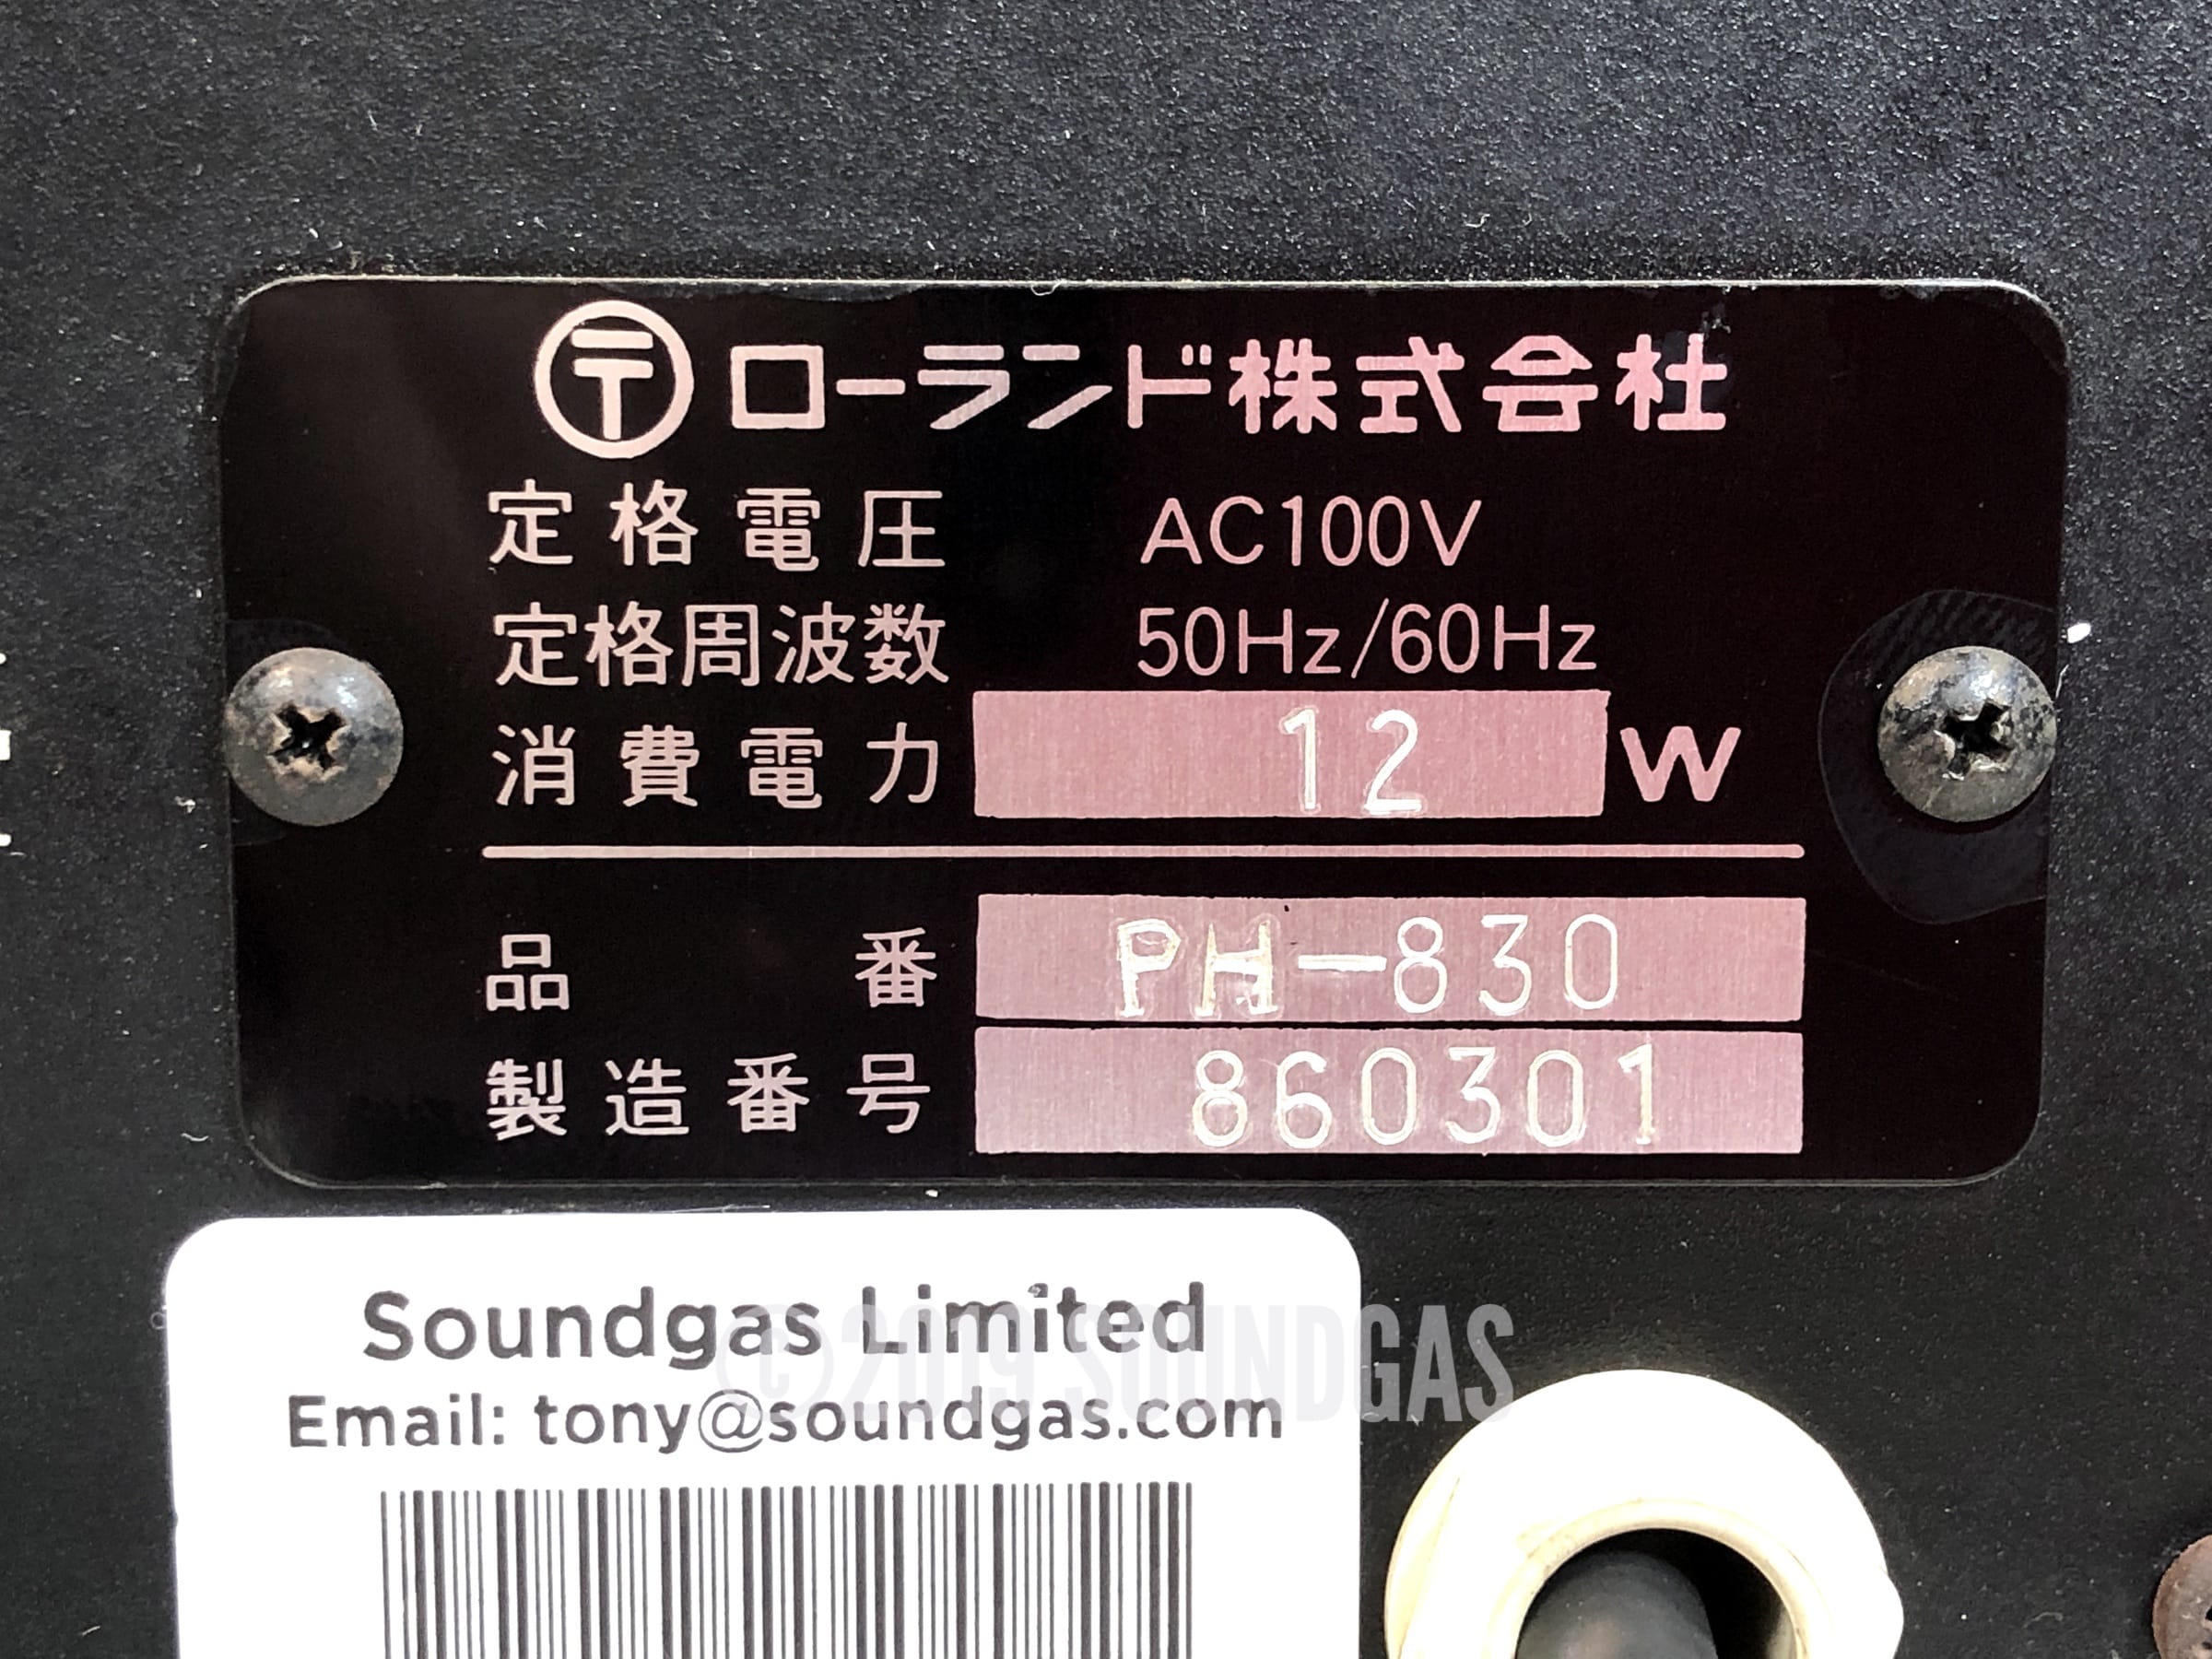 〒 ローランド株式会社
定格電圧 AC100V
定格周波数 50Hz/60Hz
消費電力 12 W
品番 PH-830
製造番号 860301
Soundgas Limited
Email: tony@soundgas.com
©2019 SOUNDGAS